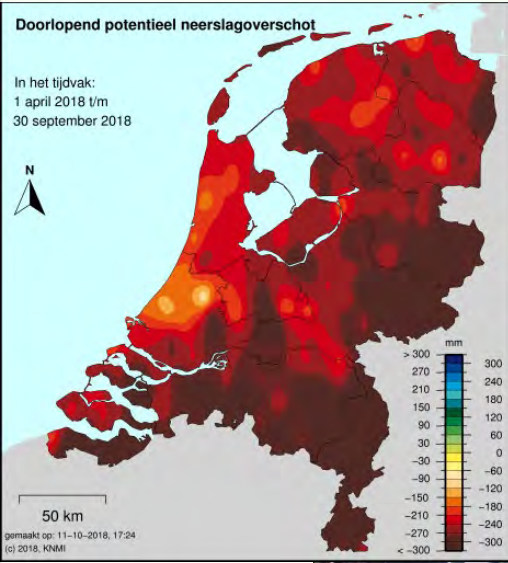 Doorlopend potentieel neerslagoverschot
In het tijdvak:
1 april 2018 t/m
30 september 2018
N
mm
> 300
270
210
150
90
30
−30
−90
−150
−210
−270
< −300
300
240
180
120
60
0
−60
−120
−180
−240
−300
50 km
gemaakt op: 11−10−2018, 17:24
(c) 2018, KNMI